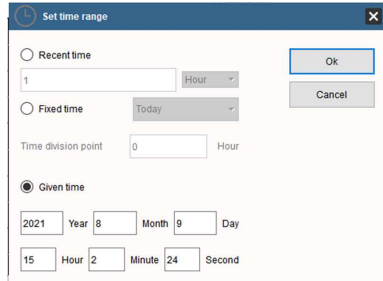 Set time range
Recent time
Ok
1 Hour
Cancel
Fixed time Today
Time division point 0 Hour
Given time
2021 Year 8 Month 9 Day
15 Hour 2 Minute 24 Second